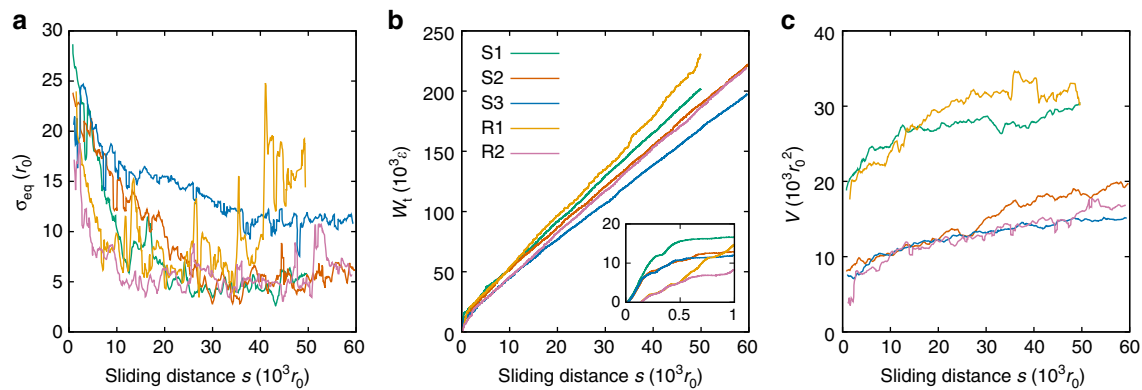 a
b
c
σeq (r0)
30
25
20
15
10
5
0
0 10 20 30 40 50 60
Sliding distance s (10³r0)
Wt (10³ε)
250
200
150
100
50
0
0 10 20 30 40 50 60
Sliding distance s (10³r0)
S1
S2
S3
R1
R2
20
10
0
0 0.5 1
V (10³r0²)
40
30
20
10
0
0 10 20 30 40 50 60
Sliding distance s (10³r0)